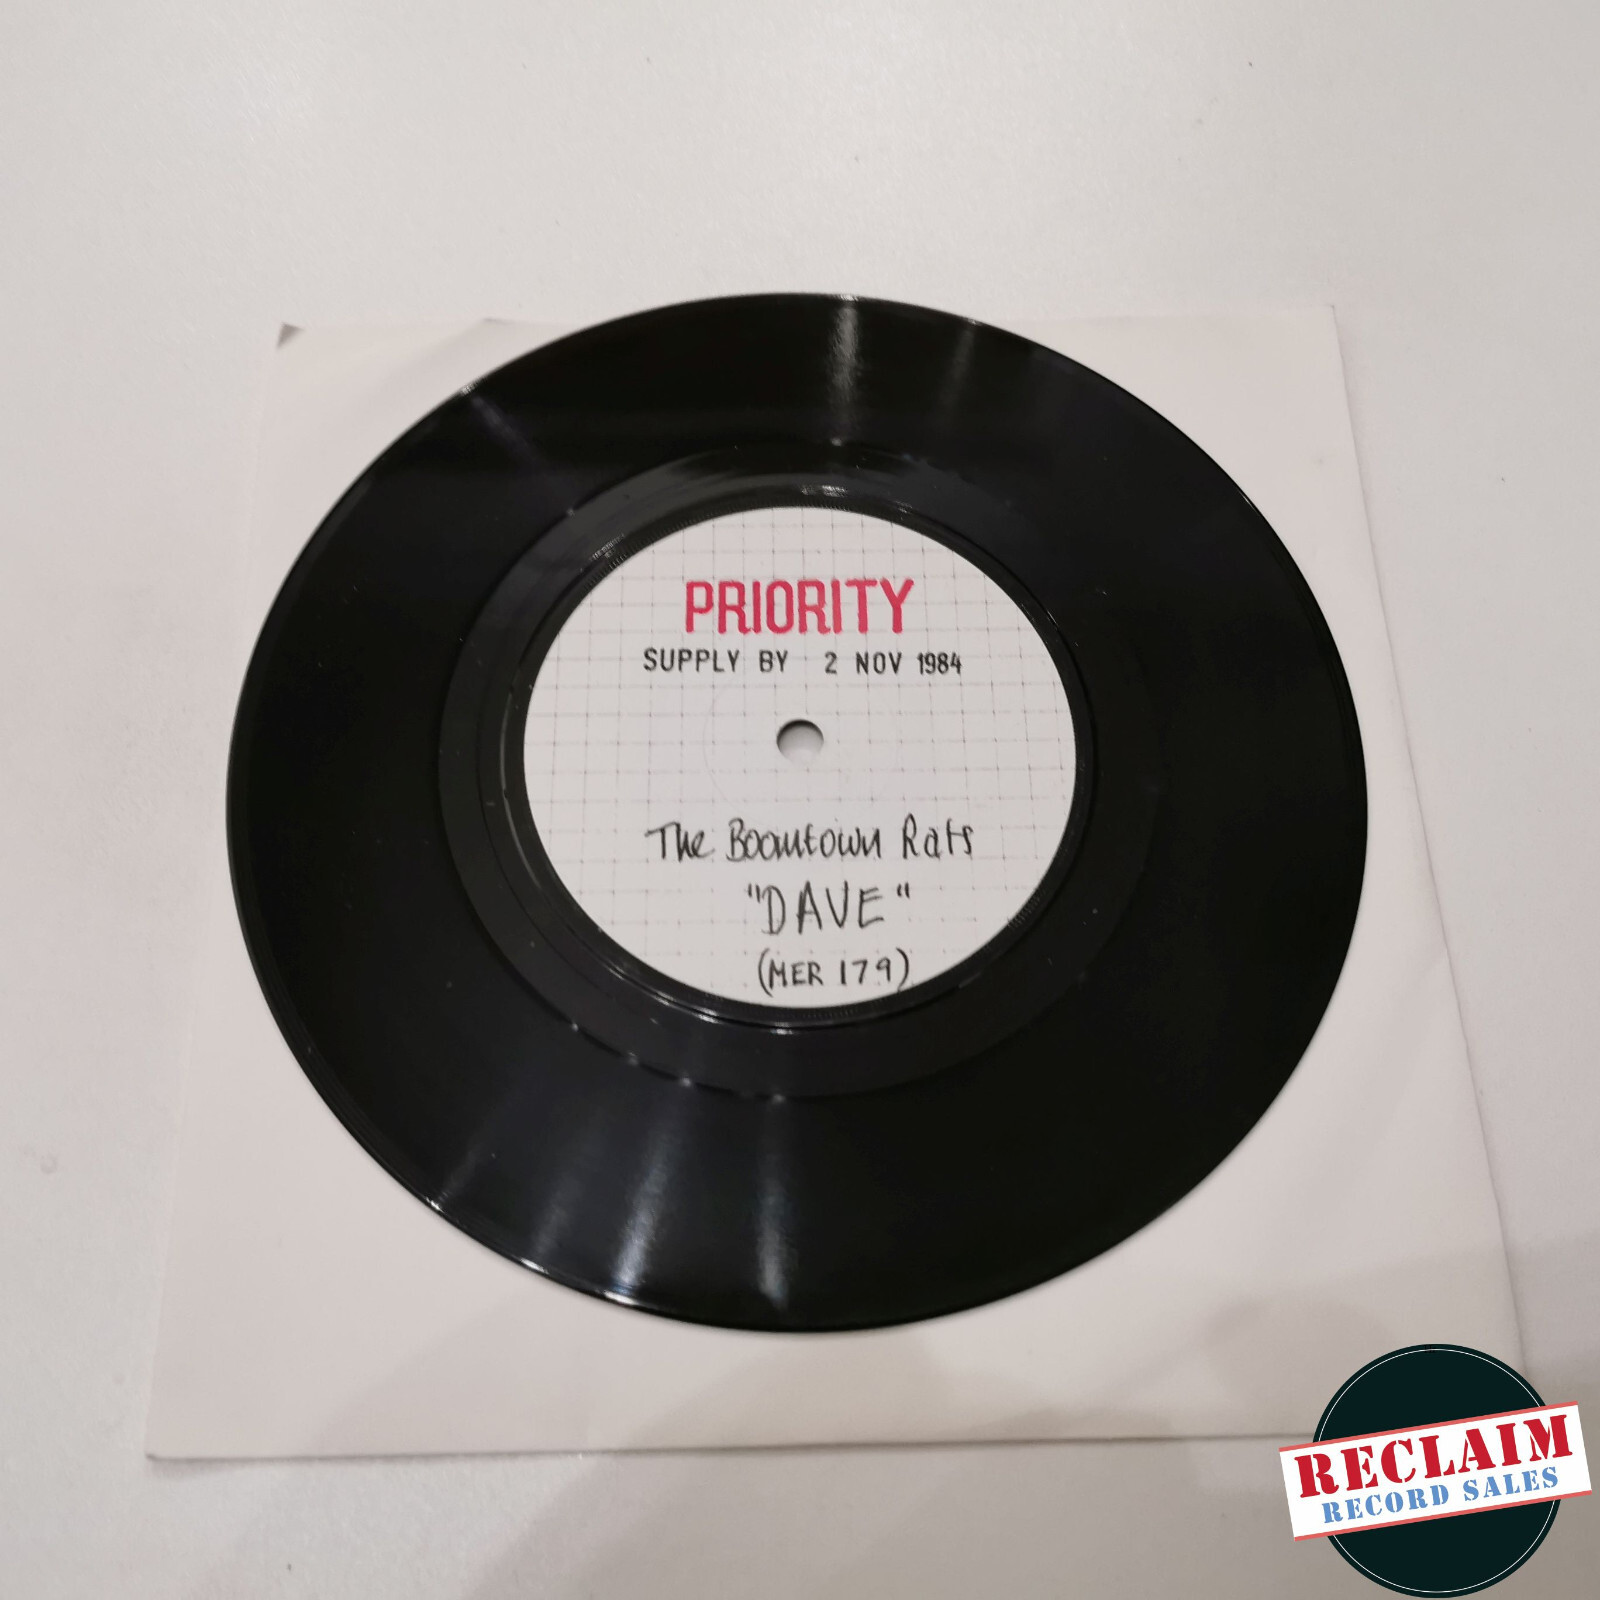 PRIORITY
SUPPLY BY 2 NOV 1984
The Boomtown Rats
"DAVE"
(MER 179)
RECLAIM
RECORD SALES